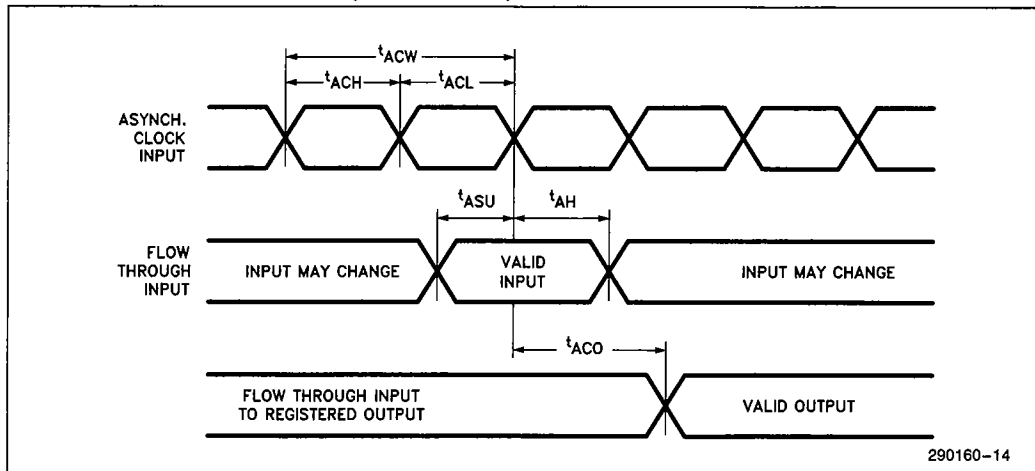 tACW
tACH
tACL
ASYNCH.
CLOCK
INPUT
tASU
tAH
FLOW
THROUGH
INPUT
INPUT MAY CHANGE
VALID
INPUT
INPUT MAY CHANGE
tACO
FLOW THROUGH INPUT
TO REGISTERED OUTPUT
VALID OUTPUT
290160-14